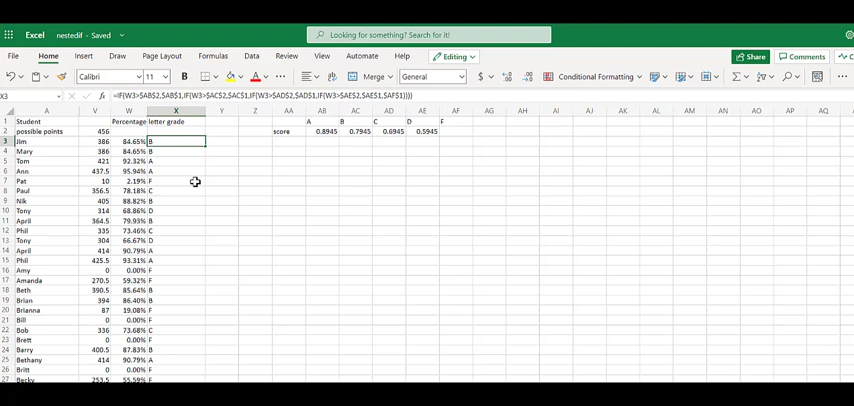 Excel nestedif - Saved Looking for something? Search for it!
File Home Insert Draw Page Layout Formulas Data Review View Automate Help Editing Share Comments
Calibri 11 B A ab Merge General $ .00 Conditional Formatting
X3 =IF(W3>$AB$2,$AB$1,IF(W3>$AC$2,$AC$1,IF(W3>$AD$2,$AD$1,IF(W3>$AE$2,$AE$1,$AF$1))))
A V W X Y Z AA AB AC AD AE AF AG AH AI AJ AK AL AM AN AO AP
1 Student Percentage letter grade A B C D F
2 possible points 456 score 0.8945 0.7945 0.6945 0.5945
3 Jim 386 84.65% B
4 Mary 386 84.65% B
5 Tom 421 92.32% A
6 Ann 437.5 95.94% A
7 Pat 10 2.19% F
8 Paul 356.5 78.18% C
9 Nik 405 88.82% B
10 Tony 314 68.86% D
11 April 364.5 79.93% B
12 Phil 335 73.46% C
13 Tony 304 66.67% D
14 April 414 90.79% A
15 Phil 425.5 93.31% A
16 Amy 0 0.00% F
17 Amanda 270.5 59.32% F
18 Beth 390.5 85.64% B
19 Brian 394 86.40% B
20 Brianna 87 19.08% F
21 Bill 0 0.00% F
22 Bob 336 73.68% C
23 Brett 0 0.00% F
24 Barry 400.5 87.83% B
25 Bethany 414 90.79% A
26 Britt 0 0.00% F
27 Becky 253.5 55.59% F